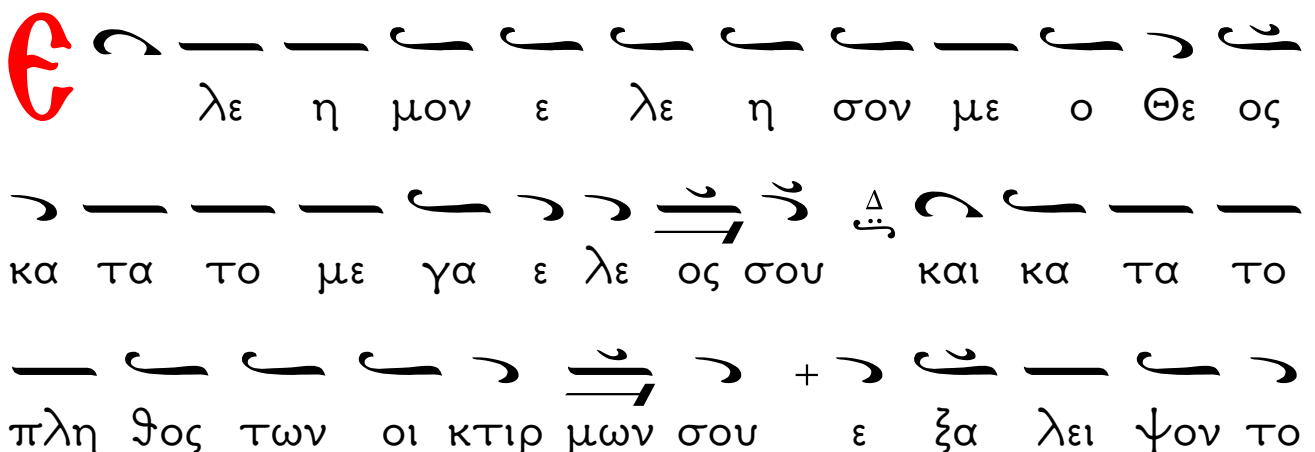 Ε λε η μον ε λε η σον με ο Θε ος
κα τα το με γα ε λε ος σου Δ και κα τα το
πλη θος των οι κτιρ μων σου + ε ξα λει ψον το